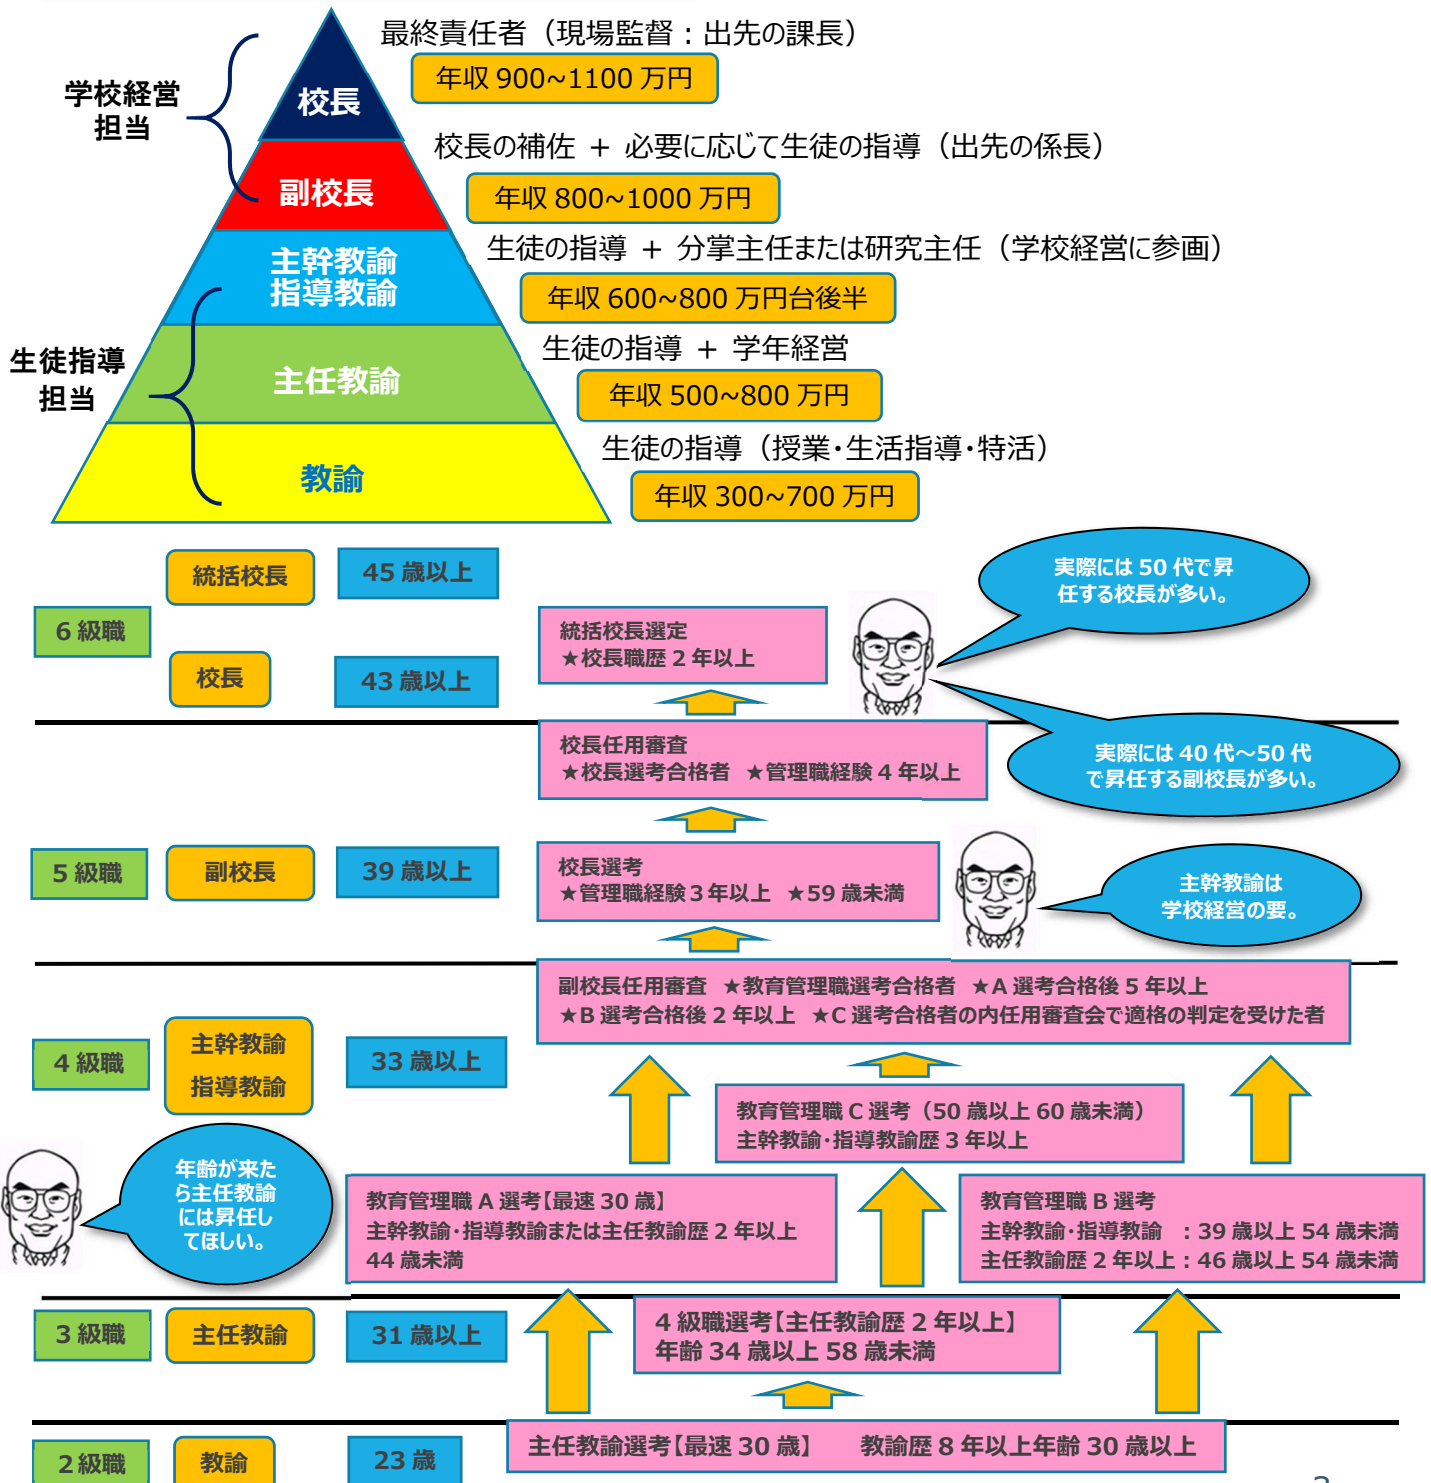 最終責任者（現場監督：出先の課長）
年収 900~1100 万円
学校経営
担当
校長
校長の補佐 + 必要に応じて生徒の指導（出先の係長）
副校長
年収 800~1000 万円
生徒の指導 + 分掌主任または研究主任（学校経営に参画）
主幹教諭
指導教諭
年収 600~800 万円台後半
生徒指導
担当
生徒の指導 + 学年経営
主任教諭
年収 500~800 万円
生徒の指導（授業・生活指導・特活）
教諭
年収 300~700 万円
統括校長
45 歳以上
実際には 50 代で昇
任する校長が多い。
6 級職
校長
43 歳以上
統括校長選定
★校長職歴 2 年以上
校長任用審査
★校長選考合格者 ★管理職経験 4 年以上
実際には 40 代～50 代
で昇任する副校長が多い。
5 級職
副校長
39 歳以上
校長選考
★管理職経験 3 年以上 ★59 歳未満
主幹教諭は
学校経営の要。
副校長任用審査 ★教育管理職選考合格者 ★A 選考合格後 5 年以上
★B 選考合格後 2 年以上 ★C 選考合格者の内任用審査会で適格の判定を受けた者
4 級職
主幹教諭
指導教諭
33 歳以上
教育管理職 C 選考（50 歳以上 60 歳未満）
主幹教諭・指導教諭歴 3 年以上
年齢が来た
ら主任教諭
には昇任し
てほしい。
教育管理職 A 選考【最速 30 歳】
主幹教諭・指導教諭または主任教諭歴 2 年以上
44 歳未満
教育管理職 B 選考
主幹教諭・指導教諭 ：39 歳以上 54 歳未満
主任教諭歴 2 年以上：46 歳以上 54 歳未満
3 級職
主任教諭
31 歳以上
4 級職選考【主任教諭歴 2 年以上】
年齢 34 歳以上 58 歳未満
2 級職
教諭
23 歳
主任教諭選考【最速 30 歳】 教諭歴 8 年以上年齢 30 歳以上